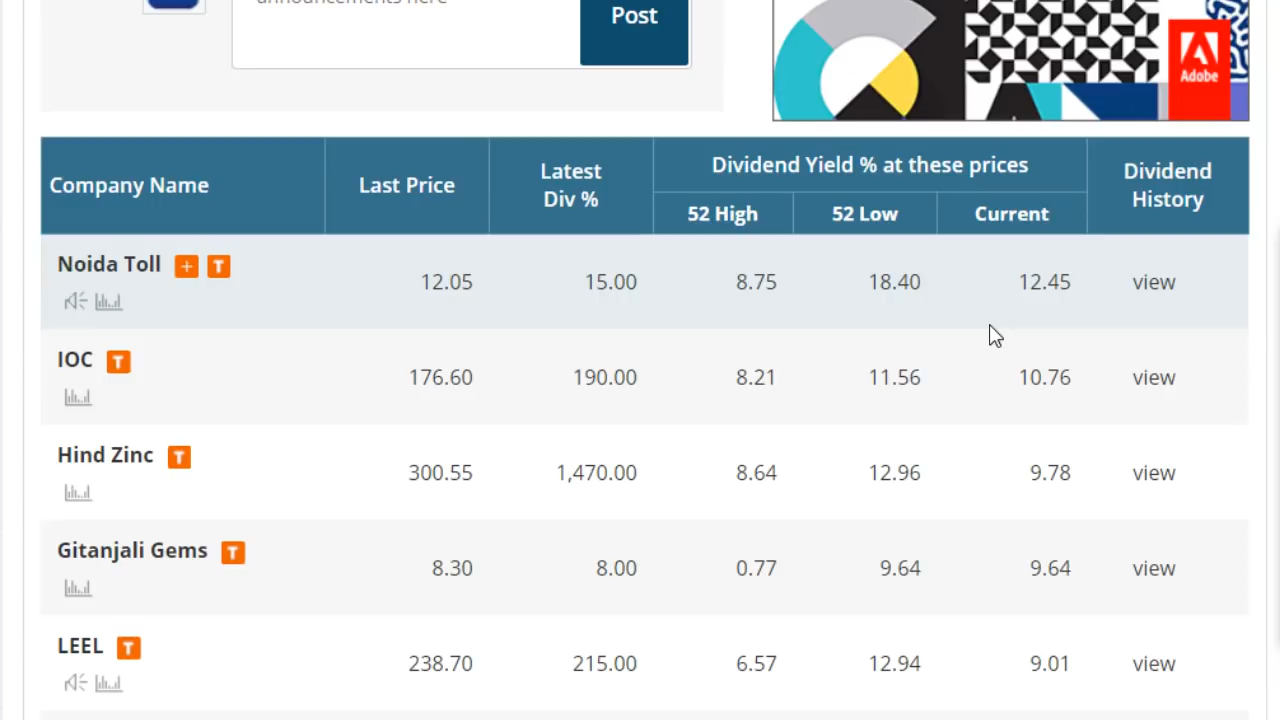 announcements here
Post
Adobe
Company Name Last Price Latest Div % Dividend Yield % at these prices Dividend History
52 High 52 Low Current
Noida Toll + T 12.05 15.00 8.75 18.40 12.45 view
IOC T 176.60 190.00 8.21 11.56 10.76 view
Hind Zinc T 300.55 1,470.00 8.64 12.96 9.78 view
Gitanjali Gems T 8.30 8.00 0.77 9.64 9.64 view
LEEL T 238.70 215.00 6.57 12.94 9.01 view